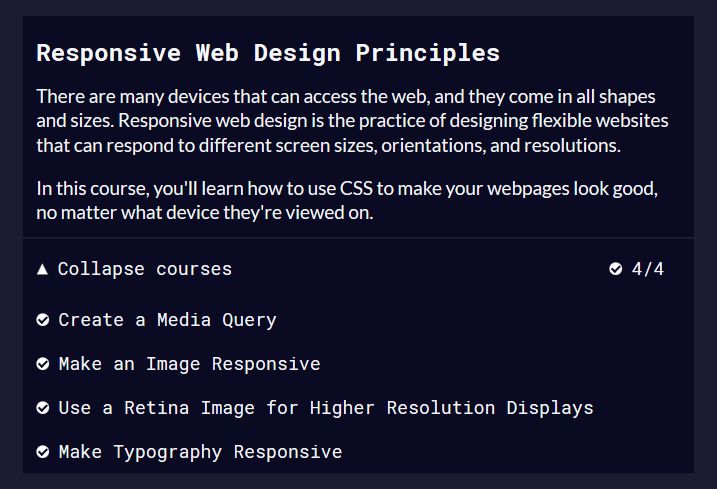 Responsive Web Design Principles
There are many devices that can access the web, and they come in all shapes
and sizes. Responsive web design is the practice of designing flexible websites
that can respond to different screen sizes, orientations, and resolutions.
In this course, you'll learn how to use CSS to make your webpages look good,
no matter what device they're viewed on.
Collapse courses 4/4
Create a Media Query
Make an Image Responsive
Use a Retina Image for Higher Resolution Displays
Make Typography Responsive